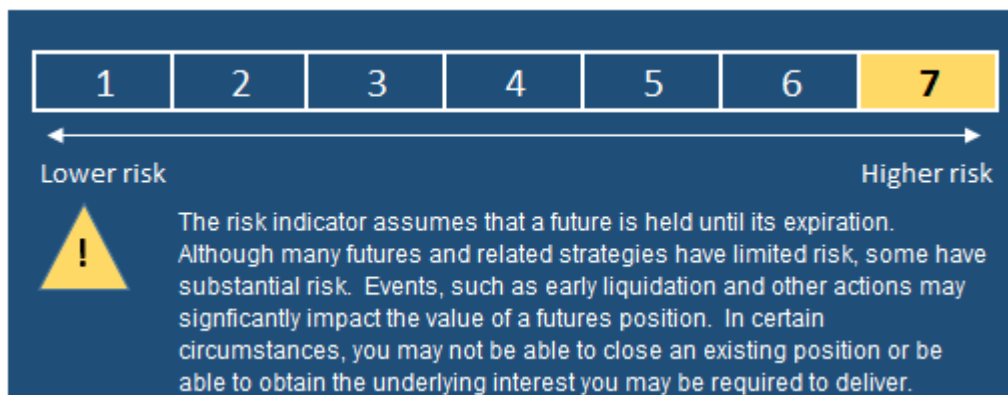 1 2 3 4 5 6 7
Lower risk Higher risk
!
The risk indicator assumes that a future is held until its expiration.
Although many futures and related strategies have limited risk, some have
substantial risk.  Events, such as early liquidation and other actions may
signficantly impact the value of a futures position.  In certain
circumstances, you may not be able to close an existing position or be
able to obtain the underlying interest you may be required to deliver.